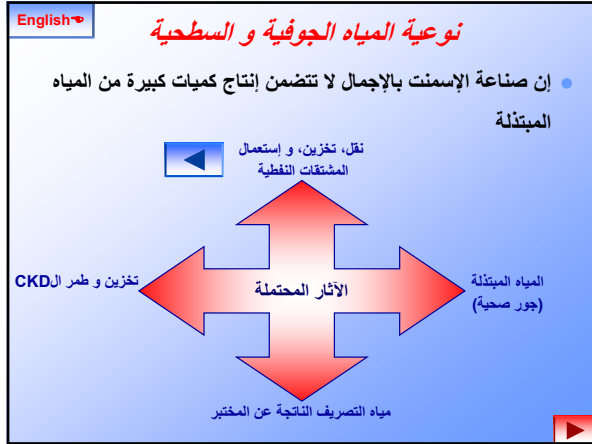 English
نوعية المياه الجوفية و السطحية
إن صناعة الإسمنت بالإجمال لا تتضمن إنتاج كميات كبيرة من المياه
المبتذلة
نقل، تخزين، و إستعمال
المشتقات النفطية
المياه المبتذلة
(جور صحية)
الآثار المحتملة
تخزين و طمر الCKD
مياه التصريف الناتجة عن المختبر